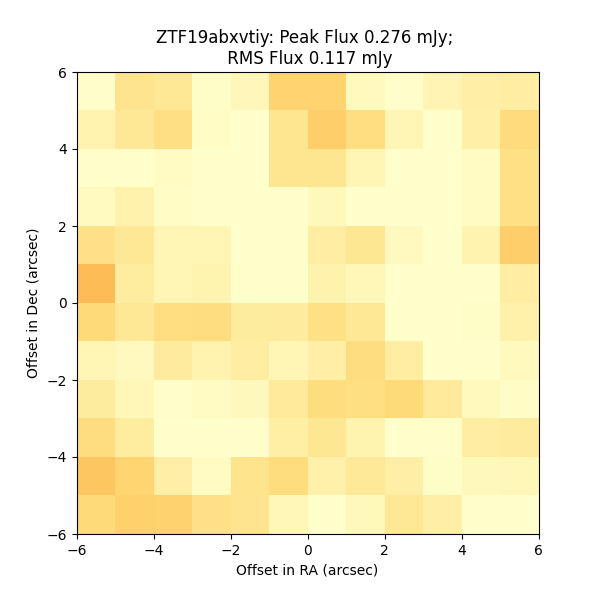 ZTF19abxvtiy: Peak Flux 0.276 mJy;
RMS Flux 0.117 mJy
6
4
2
0
−2
−4
−6
Offset in Dec (arcsec)
−6 −4 −2 0 2 4 6
Offset in RA (arcsec)